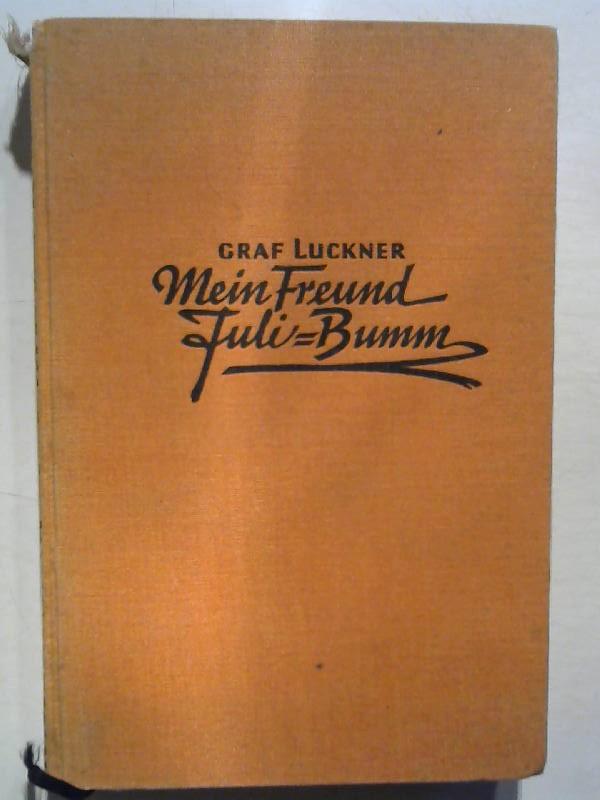 GRAF LUCKNER
Mein Freund
Juli=Bumm